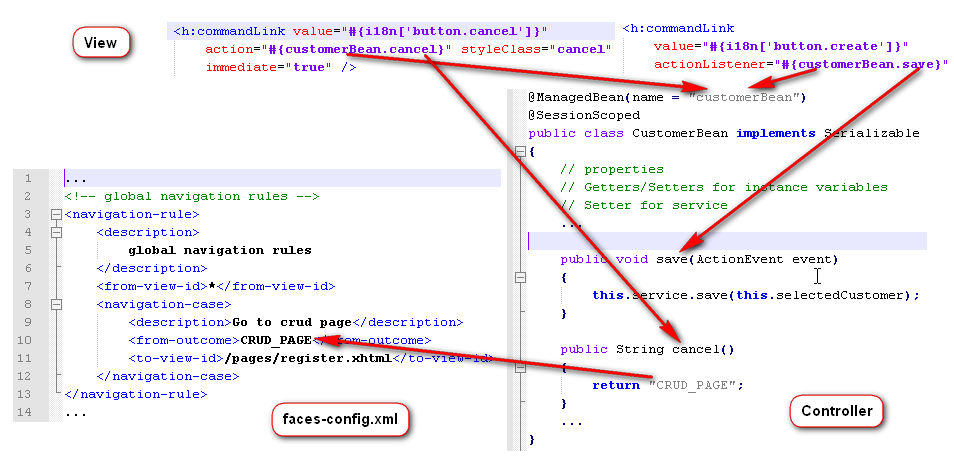 View
<h:commandLink value="#{i18n['button.cancel']}"
action="#{customerBean.cancel}" styleClass="cancel"
immediate="true" />
<h:commandLink
value="#{i18n['button.create']}"
actionListener="#{customerBean.save}"
@ManagedBean(name = "customerBean")
@SessionScoped
public class CustomerBean implements Serializable
{
// properties
// Getters/Setters for instance variables
// Setter for service
...
public void save(ActionEvent event)
{
this.service.save(this.selectedCustomer);
}
public String cancel()
{
return "CRUD_PAGE";
}
...
}
Controller
1 ...
2 <!-- global navigation rules -->
3 <navigation-rule>
4 <description>
5 global navigation rules
6 </description>
7 <from-view-id>*</from-view-id>
8 <navigation-case>
9 <description>Go to crud page</description>
10 <from-outcome>CRUD_PAGE</from-outcome>
11 <to-view-id>/pages/register.xhtml</to-view-id>
12 </navigation-case>
13 </navigation-rule>
14 ...
faces-config.xml